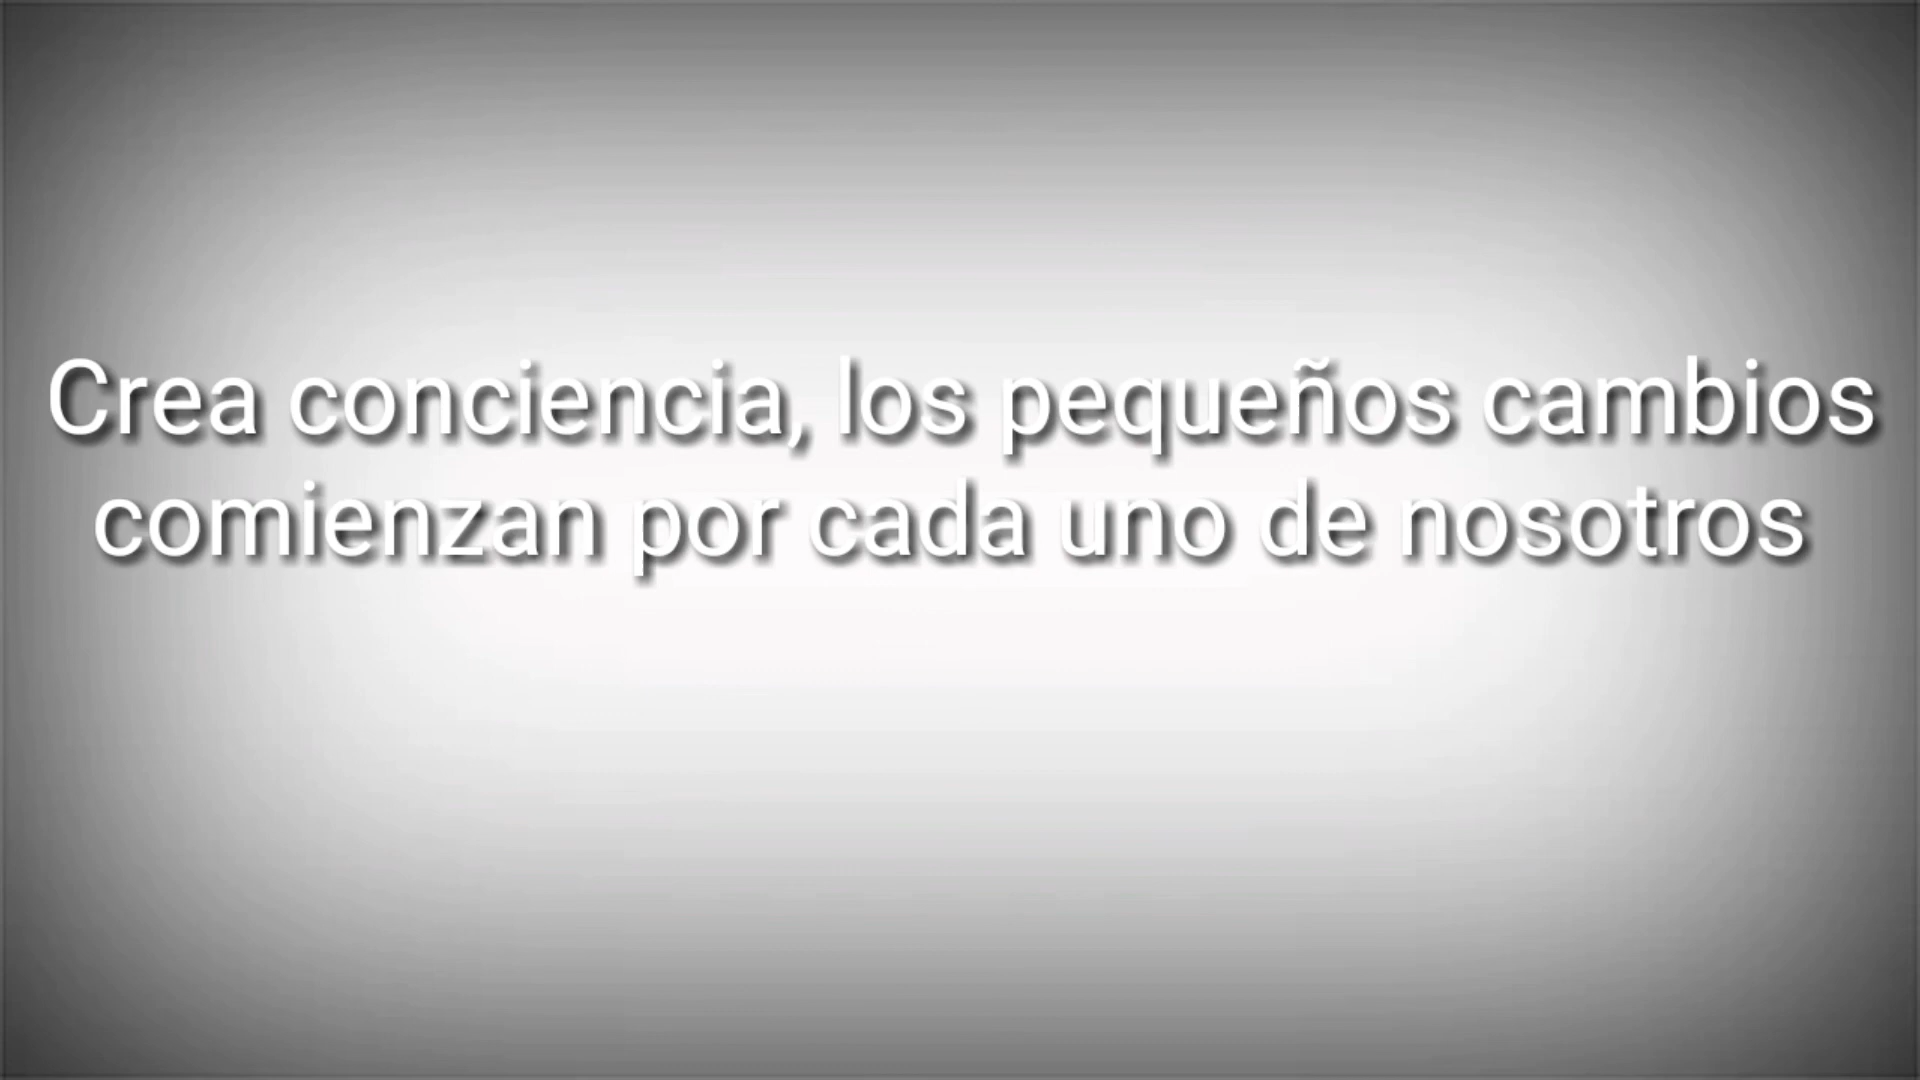 Crea conciencia, los pequeños cambios
comienzan por cada uno de nosotros